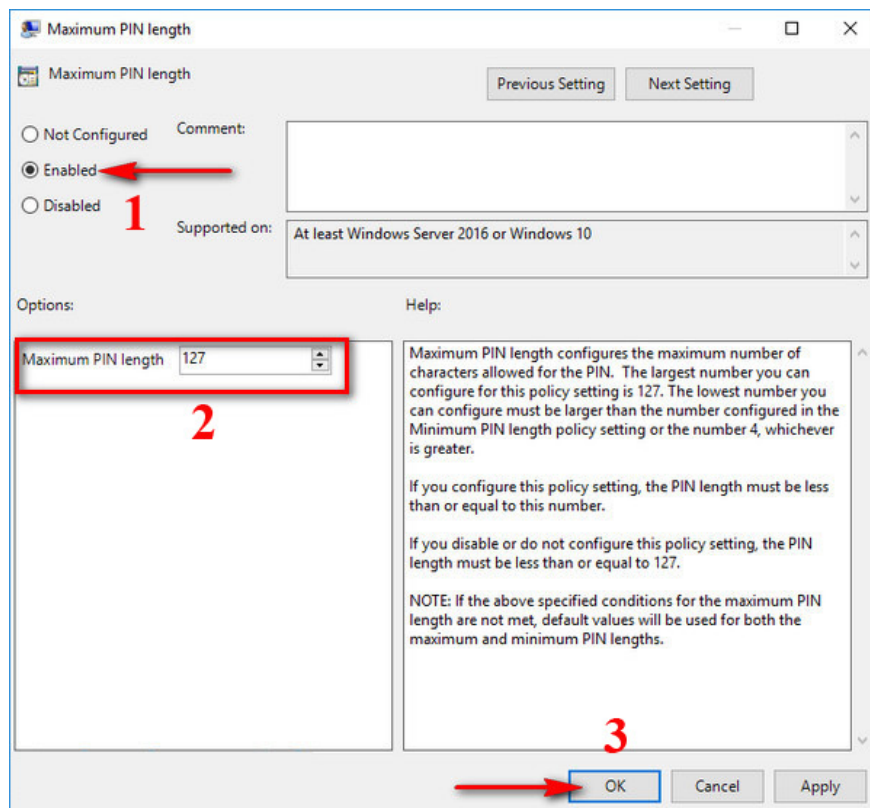 Maximum PIN length
Maximum PIN length
Previous Setting
Next Setting
Not Configured
Comment:
Enabled
1
Disabled
Supported on:
At least Windows Server 2016 or Windows 10
Options:
Help:
Maximum PIN length 127
2
Maximum PIN length configures the maximum number of
characters allowed for the PIN.  The largest number you can
configure for this policy setting is 127. The lowest number you
can configure must be larger than the number configured in the
Minimum PIN length policy setting or the number 4, whichever
is greater.
If you configure this policy setting, the PIN length must be less
than or equal to this number.
If you disable or do not configure this policy setting, the PIN
length must be less than or equal to 127.
NOTE: If the above specified conditions for the maximum PIN
length are not met, default values will be used for both the
maximum and minimum PIN lengths.
3
OK
Cancel
Apply